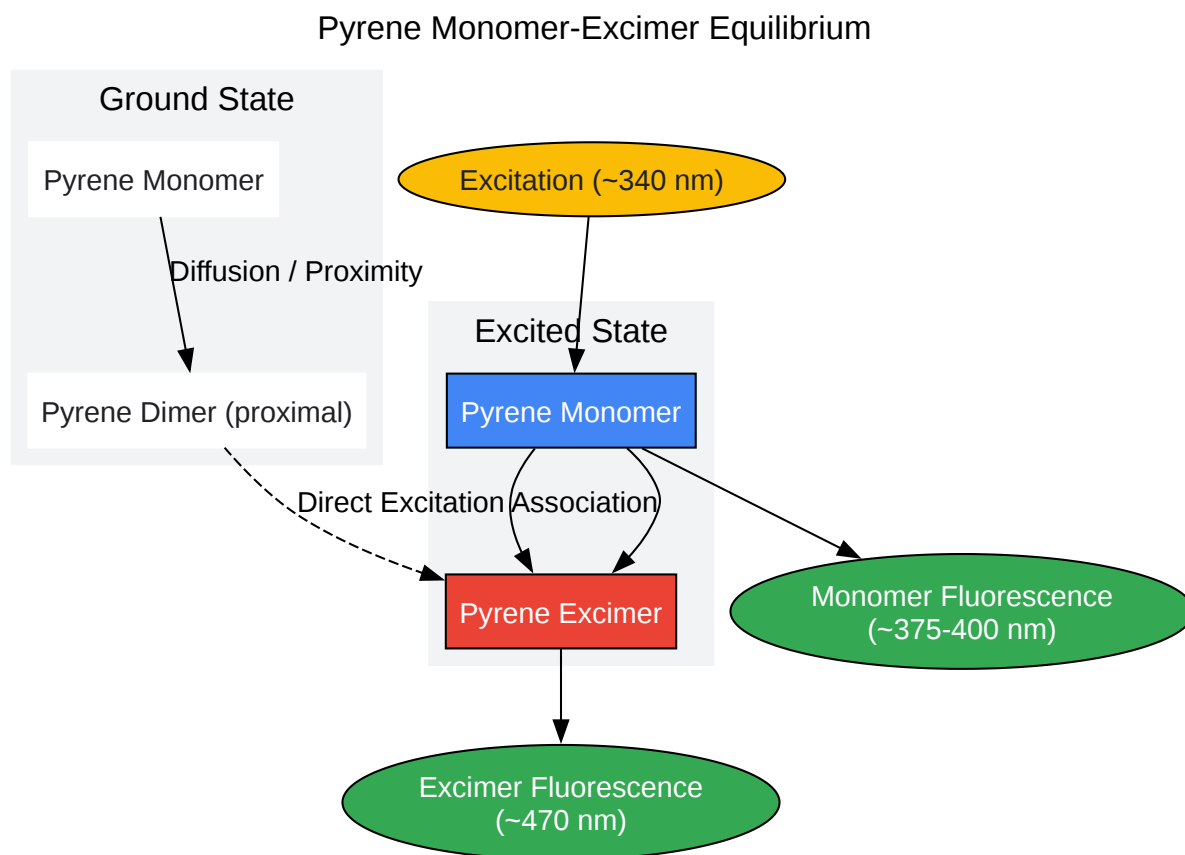 Pyrene Monomer-Excimer Equilibrium
Ground State
Pyrene Monomer
Excitation (~340 nm)
Diffusion / Proximity
Excited State
Pyrene Dimer (proximal)
Pyrene Monomer
Direct Excitation
Association
Pyrene Excimer
Monomer Fluorescence
(~375-400 nm)
Excimer Fluorescence
(~470 nm)